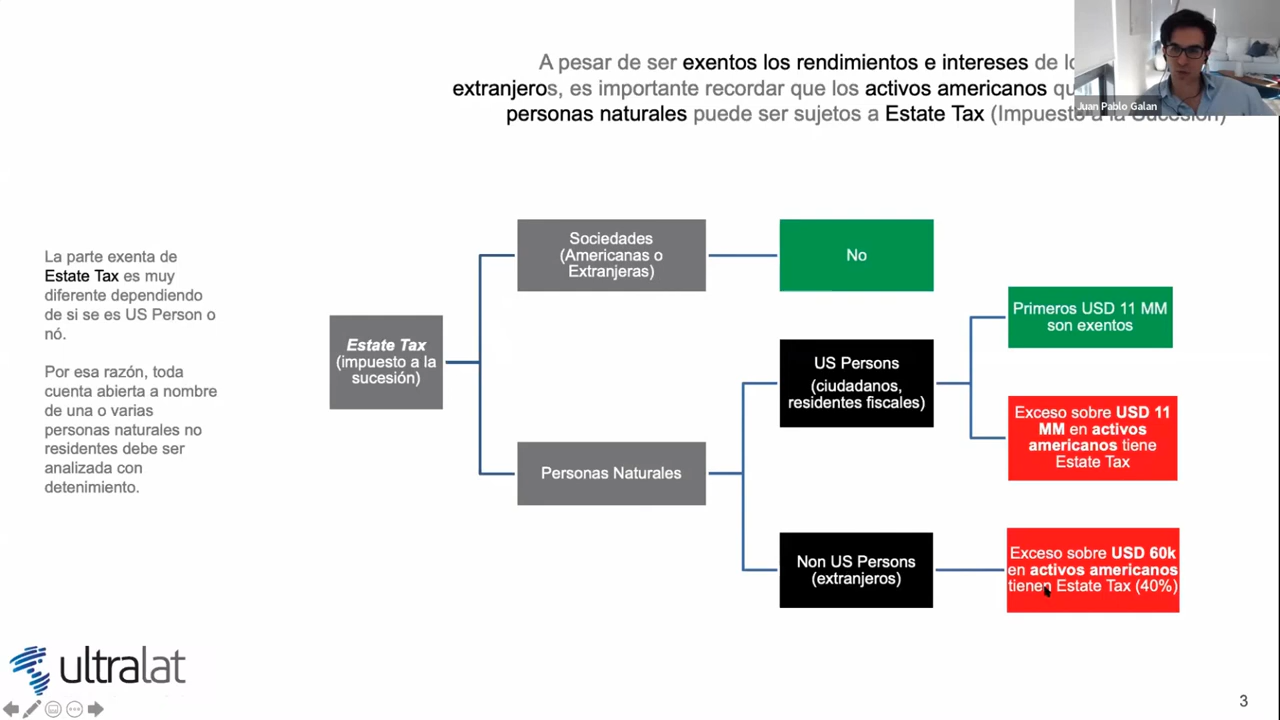 A pesar de ser exentos los rendimientos e intereses de
extranjeros, es importante recordar que los activos americanos
personas naturales puede ser sujetos a Estate Tax (Impuesto a la Sucesión)
Juan Pablo Galan
La parte exenta de
Estate Tax es muy
diferente dependiendo
de si se es US Person o
nó.
Por esa razón, toda
cuenta abierta a nombre
de una o varias
personas naturales no
residentes debe ser
analizada con
detenimiento.
Estate Tax
(impuesto a la
sucesión)
Sociedades
(Americanas o
Extranjeras)
No
Personas Naturales
US Persons
(ciudadanos,
residentes fiscales)
Primeros USD 11 MM
son exentos
Exceso sobre USD 11
MM en activos
americanos tiene
Estate Tax
Non US Persons
(extranjeros)
Exceso sobre USD 60k
en activos americanos
tienen Estate Tax (40%)
ultralat
3